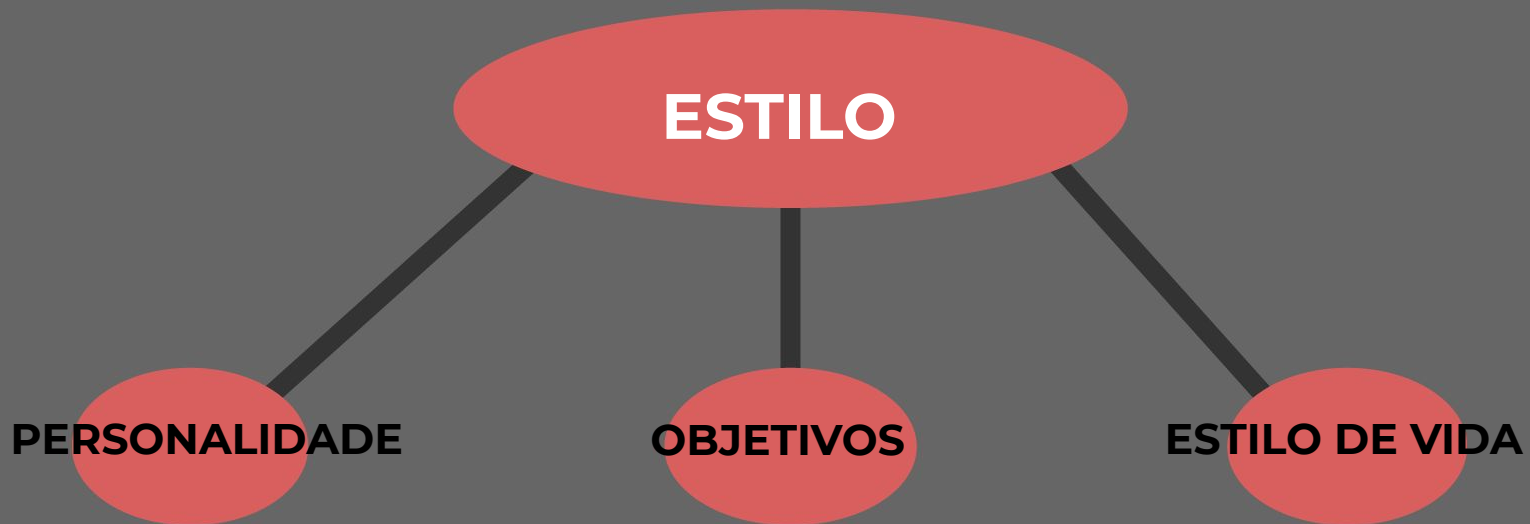 ESTILO
PERSONALIDADE
OBJETIVOS
ESTILO DE VIDA